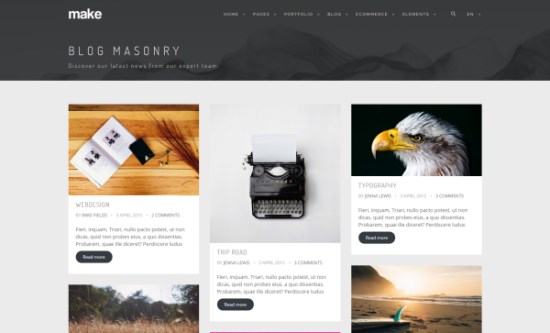 make
HOME PAGES PORTFOLIO BLOG ECOMMERCE ELEMENTS EN
BLOG MASONRY
Discover our latest news from our expert team.
WEBDESIGN
BY MIKE FIELDS • 3 APRIL 2015 • 2 COMMENTS
Fieri, inquam, Triari, nullo pacto potest, ut non
dicas, quid non probes eius, a quo dissentias.
Probarem, quae ille diceret? Perdiscere ludus
Read more
TRIP ROAD
BY JENNA LEWIS • 3 APRIL 2015 • 3 COMMENTS
Fieri, inquam, Triari, nullo pacto potest, ut non
dicas, quid non probes eius, a quo dissentias.
Probarem, quae ille diceret? Perdiscere ludus
Read more
TYPOGRAPHY
BY JENNA LEWIS • 3 APRIL 2015 • 3 COMMENTS
Fieri, inquam, Triari, nullo pacto potest, ut non
dicas, quid non probes eius, a quo dissentias.
Probarem, quae ille diceret? Perdiscere ludus
Read more